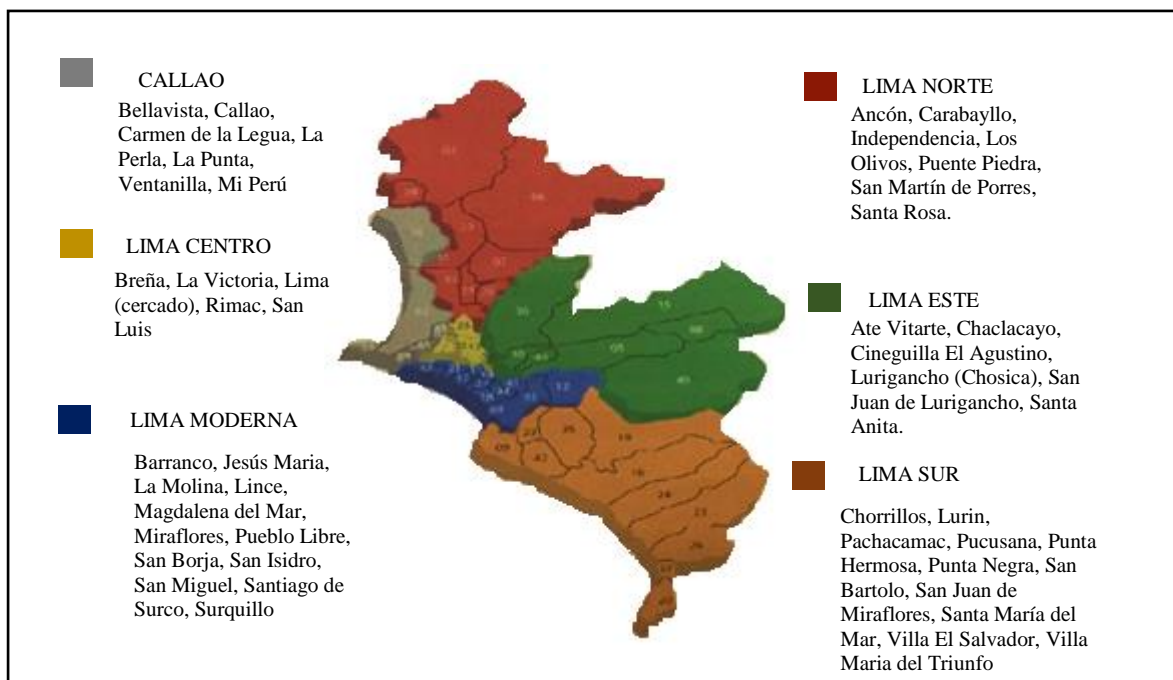 CALLAO
Bellavista, Callao,
Carmen de la Legua, La
Perla, La Punta,
Ventanilla, Mi Perú
LIMA CENTRO
Breña, La Victoria, Lima
(cercado), Rimac, San
Luis
LIMA MODERNA
Barranco, Jesús Maria,
La Molina, Lince,
Magdalena del Mar,
Miraflores, Pueblo Libre,
San Borja, San Isidro,
San Miguel, Santiago de
Surco, Surquillo
LIMA NORTE
Ancón, Carabayllo,
Independencia, Los
Olivos, Puente Piedra,
San Martín de Porres,
Santa Rosa.
LIMA ESTE
Ate Vitarte, Chaclacayo,
Cineguilla El Agustino,
Lurigancho (Chosica), San
Juan de Lurigancho, Santa
Anita.
LIMA SUR
Chorrillos, Lurin,
Pachacamac, Pucusana, Punta
Hermosa, Punta Negra, San
Bartolo, San Juan de
Miraflores, Santa María del
Mar, Villa El Salvador, Villa
Maria del Triunfo